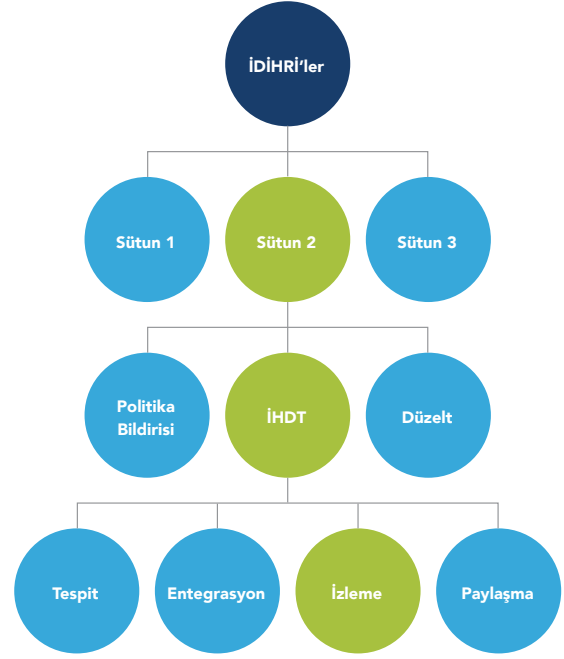 İDİHRİ’ler
Sütun 1
Sütun 2
Sütun 3
Politika
Bildirisi
İHDT
Düzelt
Tespit
Entegrasyon
İzleme
Paylaşma